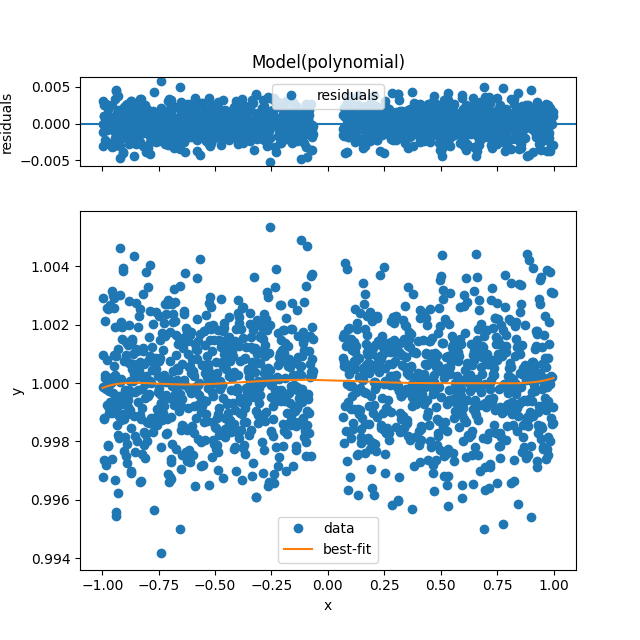 Model(polynomial)
residuals
0.005
0.000
−0.005
residuals
y
1.004
1.002
1.000
0.998
0.996
0.994
data
best-fit
−1.00 −0.75 −0.50 −0.25 0.00 0.25 0.50 0.75 1.00
x